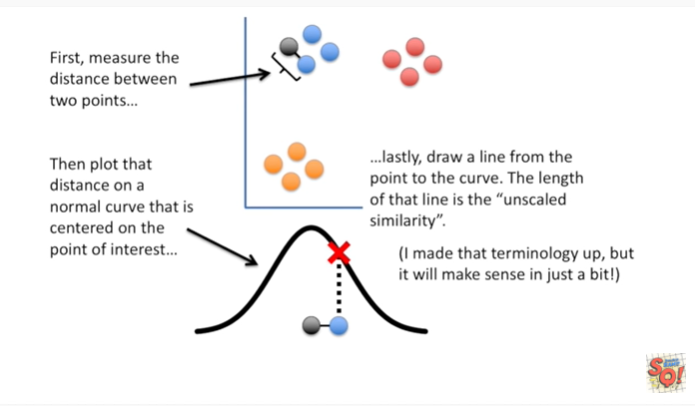 First, measure the
distance between
two points...
Then plot that
distance on a
normal curve that is
centered on the
point of interest...
...lastly, draw a line from the
point to the curve. The length
of that line is the “unscaled
similarity”.
(I made that terminology up, but
it will make sense in just a bit!)
SQ!